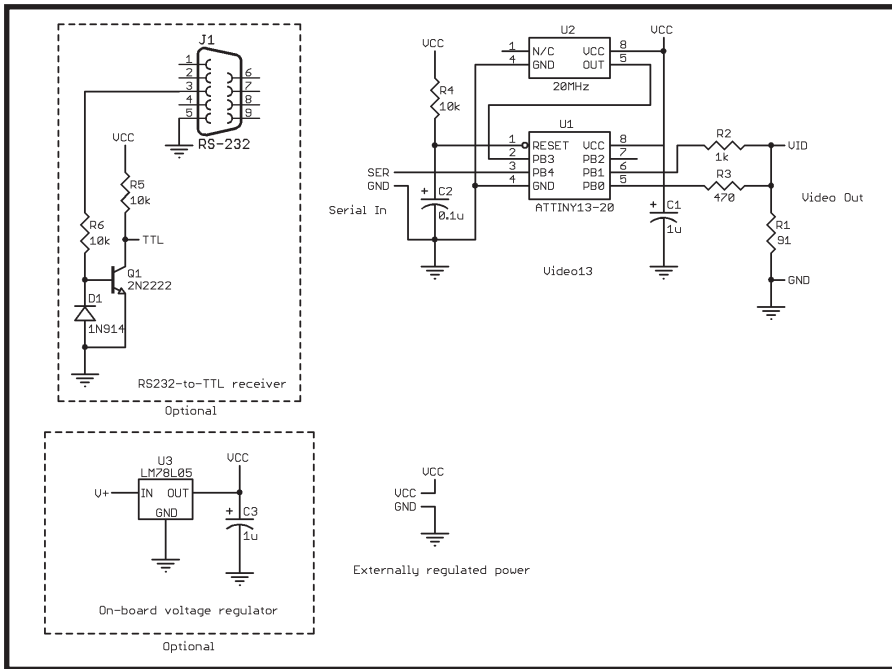 J1
1
2
3
4
5
6
7
8
9
RS-232
VCC
R5
10k
R6
10k
TTL
Q1
2N2222
D1
1N914
RS232-to-TTL receiver
Optional
VCC
R4
10k
U2
1 N/C VCC 8
4 GND OUT 5
20MHz
VCC
U1
1 RESET VCC 8
2 PB3 PB2 7
3 PB4 PB1 6
4 GND PB0 5
ATTINY13-20
SER
GND
Serial In
+ C2
0.1u
+ C1
1u
R2
1k
R3
470
VID
Video Out
R1
91
GND
Video13
U3
LM78L05
V+
IN OUT
GND
VCC
+ C3
1u
On-board voltage regulator
Optional
VCC
VCC
GND
Externally regulated power